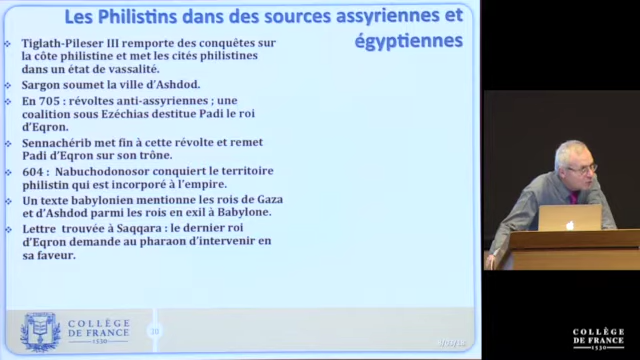 Les Philistins dans des sources assyriennes et
égyptiennes
Tiglath-Pileser III remporte des conquêtes sur
la côte philistine et met les cités philistines
dans un état de vassalité.
Sargon soumet la ville d'Ashdod.
En 705 : révoltes anti-assyriennes ; une
coalition sous Ezéchias destitue Padi le roi
d'Eqron.
Sennachérib met fin à cette révolte et remet
Padi d'Eqron sur son trône.
604 : Nabuchodonosor conquiert le territoire
philistin qui est incorporé à l'empire.
Un texte babylonien mentionne les rois de Gaza
et d'Ashdod parmi les rois en exil à Babylone.
Lettre trouvée à Saqqara : le dernier roi
d'Eqron demande au pharaon d'intervenir en
sa faveur.
COLLÈGE
DE FRANCE
1530
20
COLLÈGE
DE FRANCE
1530